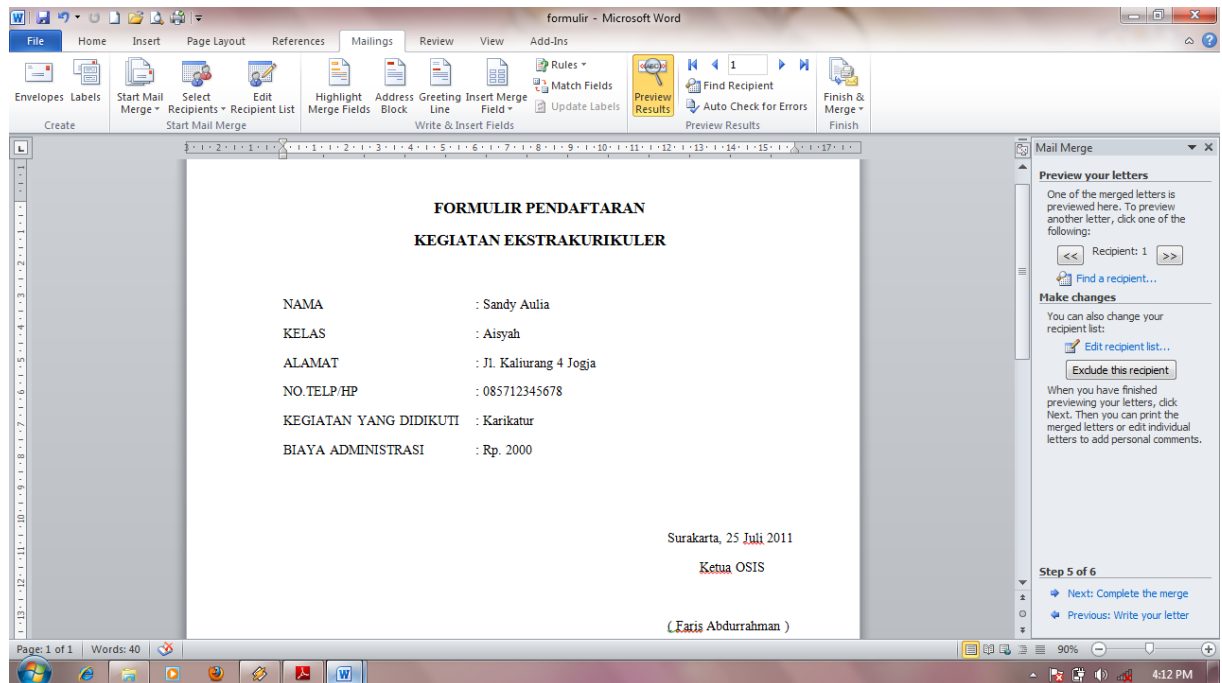 formulir - Microsoft Word
File Home Insert Page Layout References Mailings Review View Add-Ins
Envelopes Labels Start Mail Merge Select Recipients Edit Recipient List Highlight Merge Fields Address Block Greeting Line Insert Merge Field Rules Match Fields Update Labels Preview Results 1 Find Recipient Auto Check for Errors Finish & Merge
Create Start Mail Merge Write & Insert Fields Preview Results Finish
FORMULIR PENDAFTARAN
KEGIATAN EKSTRAKURIKULER
NAMA : Sandy Aulia
KELAS : Aisyah
ALAMAT : Jl. Kaliurang 4 Jogja
NO.TELP/HP : 085712345678
KEGIATAN YANG DIDIKUTI : Karikatur
BIAYA ADMINISTRASI : Rp. 2000
Surakarta, 25 Juli 2011
Ketua OSIS
( Faris Abdurrahman )
Mail Merge
Preview your letters
One of the merged letters is
previewed here. To preview
another letter, click one of the
following:
<< Recipient: 1 >>
Find a recipient...
Make changes
You can also change your
recipient list:
Edit recipient list...
Exclude this recipient
When you have finished
previewing your letters, click
Next. Then you can print the
merged letters or edit individual
letters to add personal comments.
Step 5 of 6
Next: Complete the merge
Previous: Write your letter
Page: 1 of 1 Words: 40 90%
4:12 PM